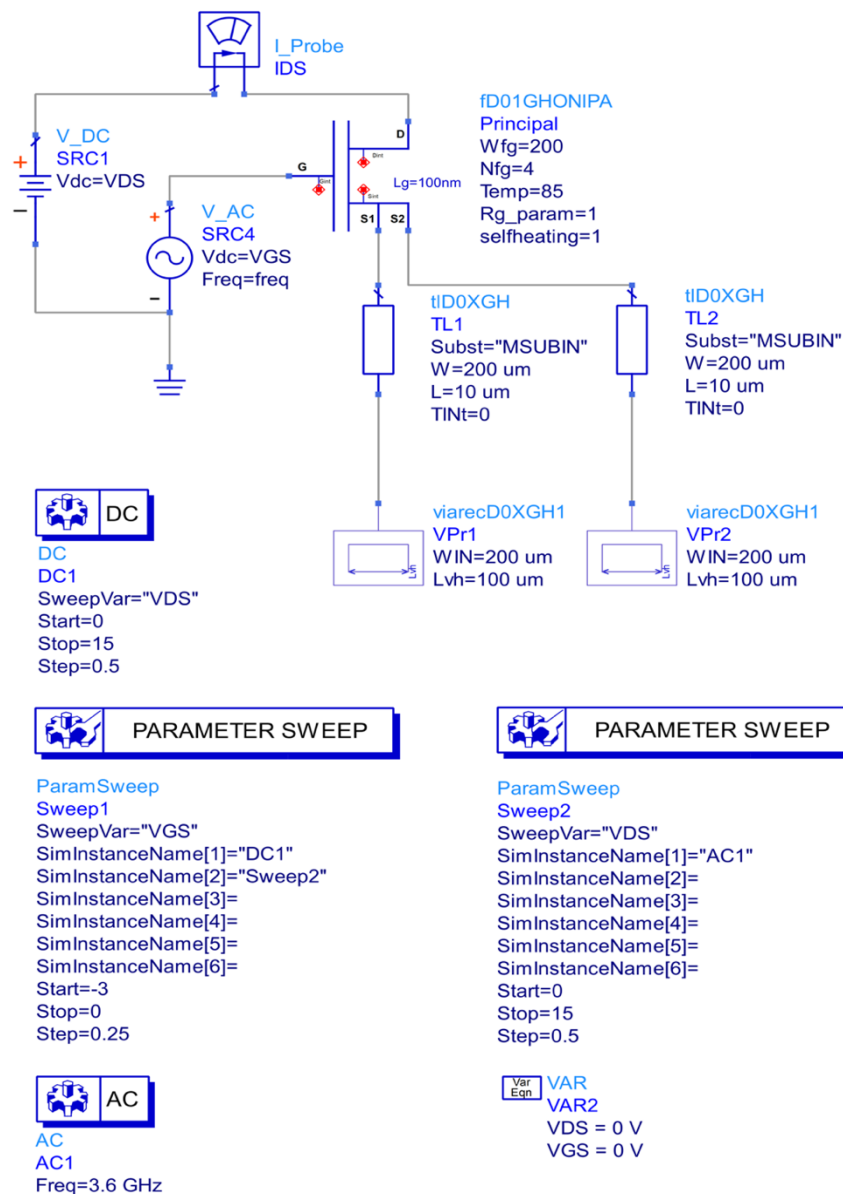 I_Probe
IDS
V_DC
SRC1
Vdc=VDS
V_AC
SRC4
Vdc=VGS
Freq=freq
G
D
Gint
Dint
Sint
Lg=100nm
S1
S2
fD01GHONIPA
Principal
Wfg=200
Nfg=4
Temp=85
Rg_param=1
selfheating=1
tlD0XGH
TL1
Subst="MSUBIN"
W=200 um
L=10 um
TINt=0
tlD0XGH
TL2
Subst="MSUBIN"
W=200 um
L=10 um
TINt=0
viarecD0XGH1
VPr1
WIN=200 um
Lvh=100 um
Lvh
viarecD0XGH1
VPr2
WIN=200 um
Lvh=100 um
Lvh
DC
DC
DC1
SweepVar="VDS"
Start=0
Stop=15
Step=0.5
PARAMETER SWEEP
ParamSweep
Sweep1
SweepVar="VGS"
SimInstanceName[1]="DC1"
SimInstanceName[2]="Sweep2"
SimInstanceName[3]=
SimInstanceName[4]=
SimInstanceName[5]=
SimInstanceName[6]=
Start=-3
Stop=0
Step=0.25
PARAMETER SWEEP
ParamSweep
Sweep2
SweepVar="VDS"
SimInstanceName[1]="AC1"
SimInstanceName[2]=
SimInstanceName[3]=
SimInstanceName[4]=
SimInstanceName[5]=
SimInstanceName[6]=
Start=0
Stop=15
Step=0.5
AC
AC
AC1
Freq=3.6 GHz
Var
Eqn
VAR
VAR2
VDS = 0 V
VGS = 0 V